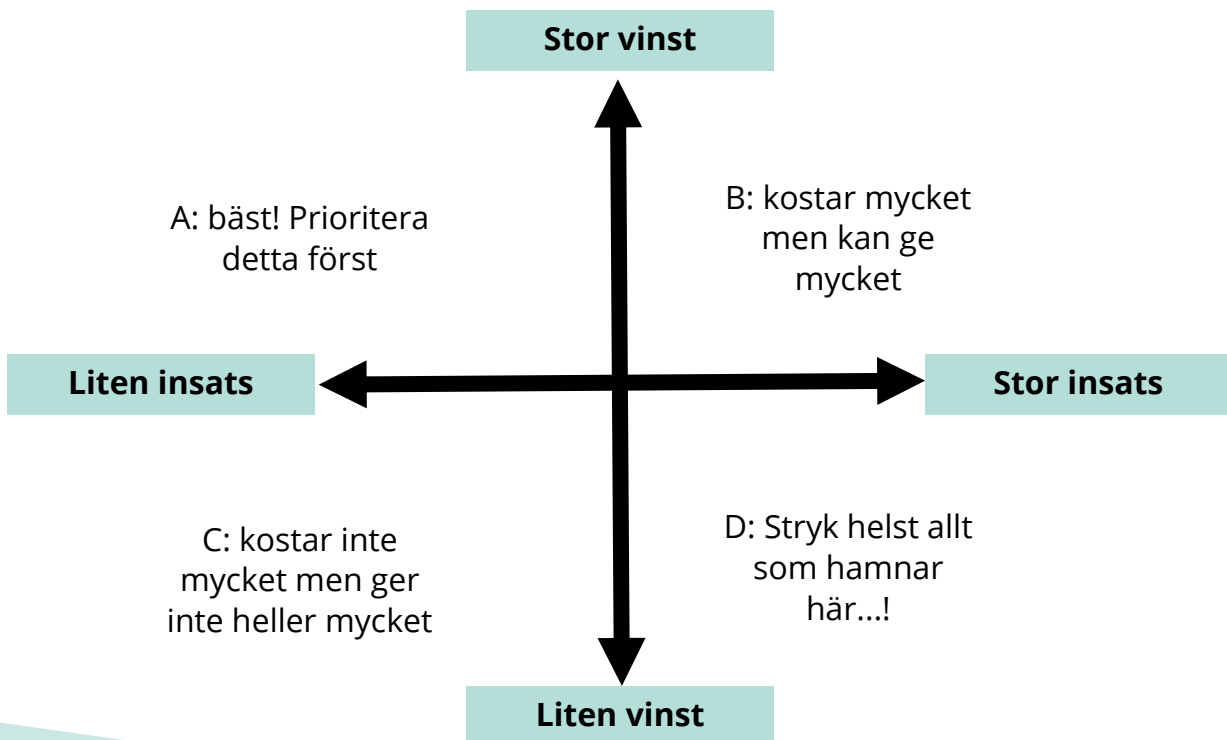 Stor vinst
A: bäst! Prioritera
detta först
B: kostar mycket
men kan ge
mycket
Liten insats
Stor insats
C: kostar inte
mycket men ger
inte heller mycket
D: Stryk helst allt
som hamnar
här...!
Liten vinst